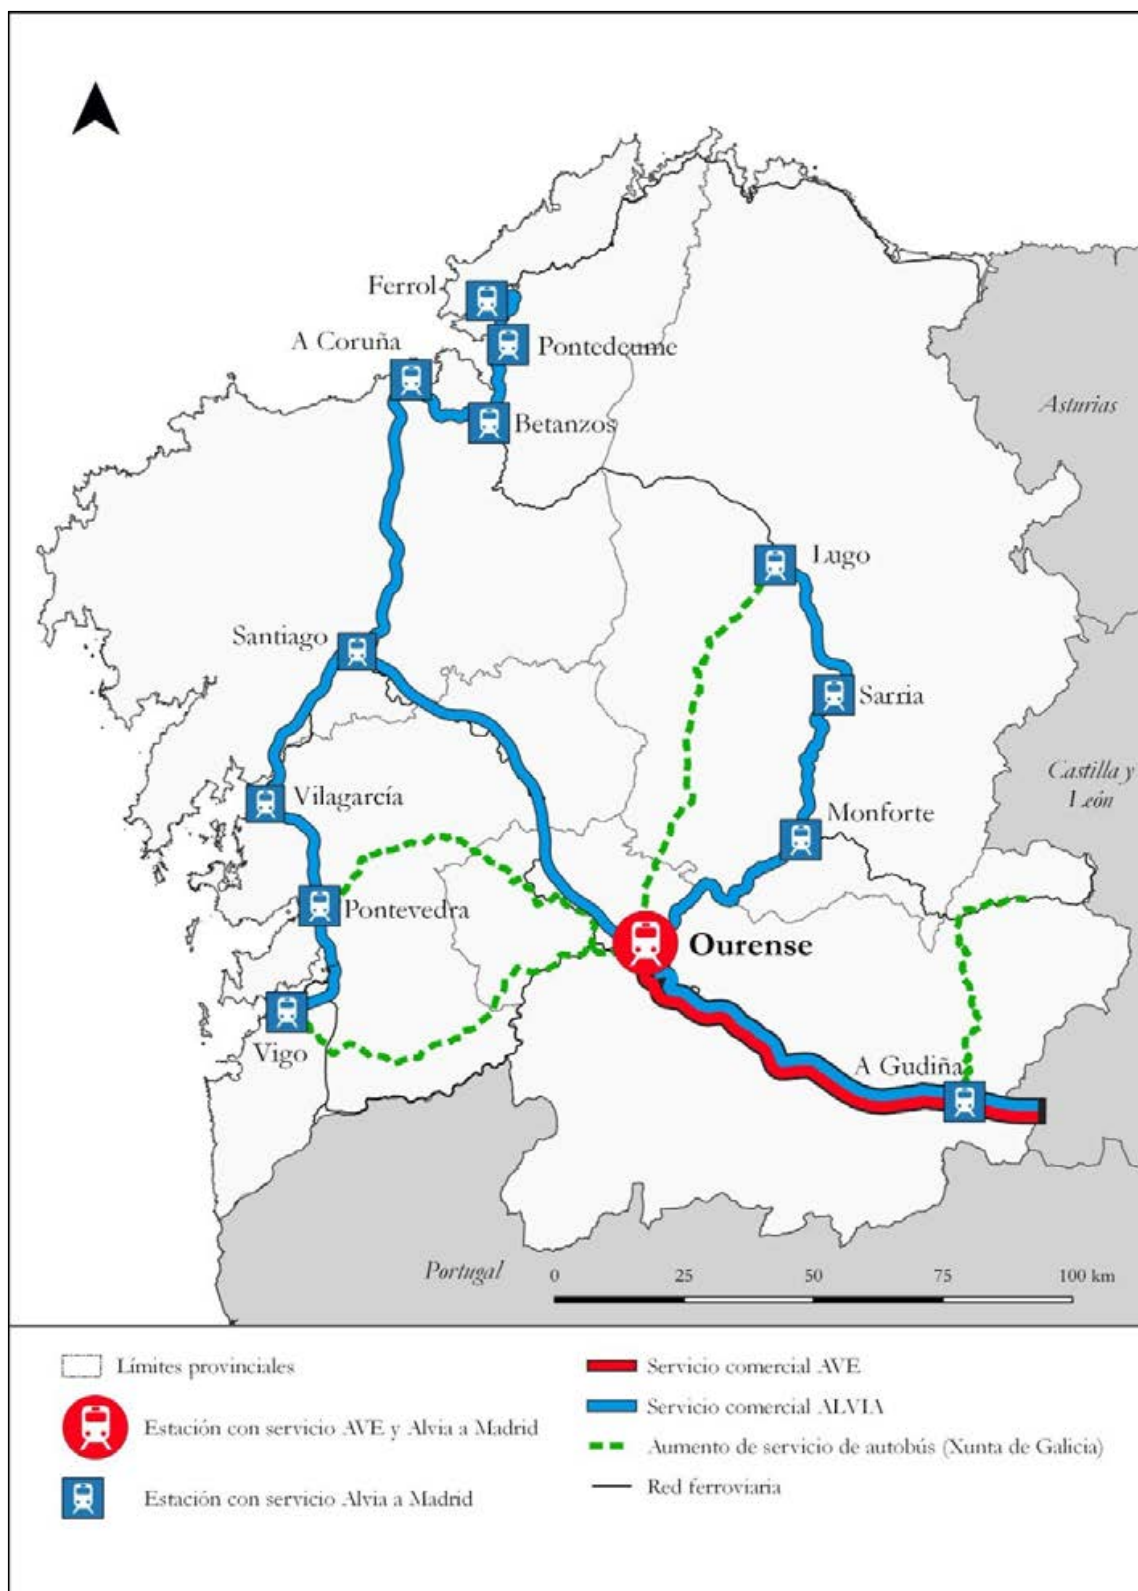 Ferrol
A Coruña
Pontedeume
Asturias
Betanzos
Lugo
Santiago
Sarria
Castilla y
León
Vilagarcía
Monforte
Pontevedra
Ourense
Vigo
A Gudiña
Portugal
0 25 50 75 100 km
Límites provinciales
Estación con servicio AVE y Alvia a Madrid
Estación con servicio Alvia a Madrid
Servicio comercial AVE
Servicio comercial ALVIA
Aumento de servicio de autobús (Xunta de Galicia)
Red ferroviaria